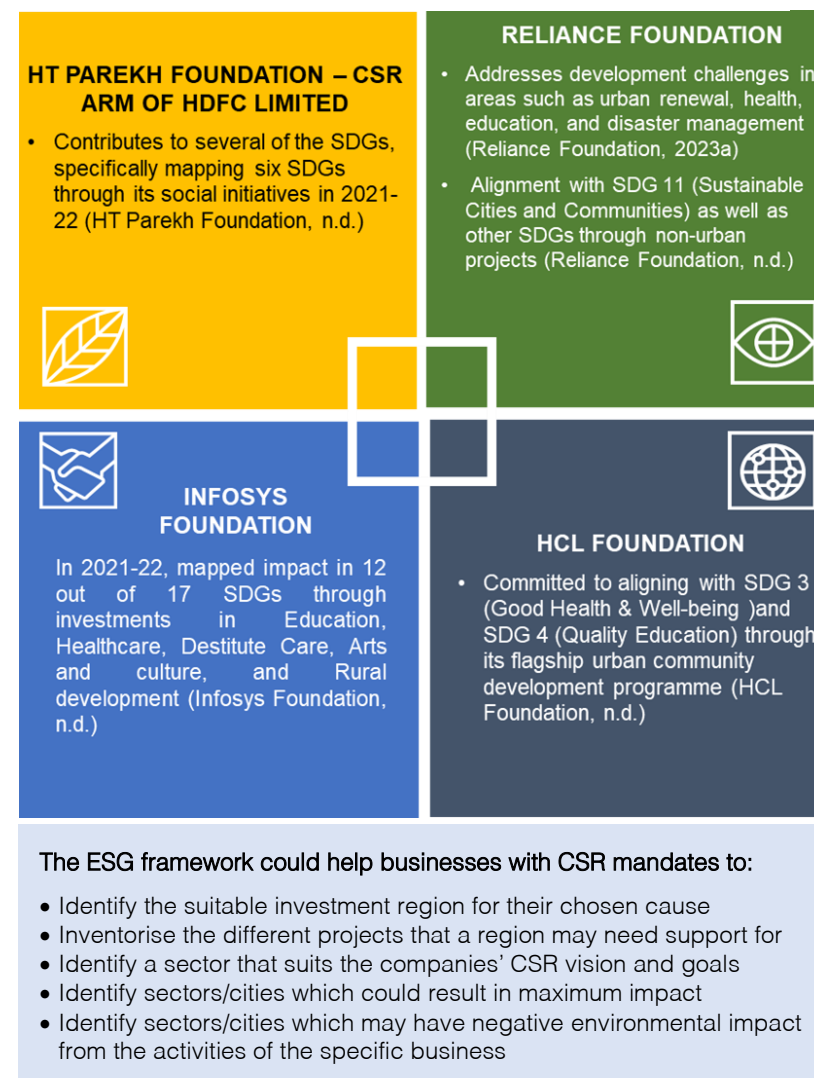 HT PAREKH FOUNDATION – CSR
ARM OF HDFC LIMITED
• Contributes to several of the SDGs,
specifically mapping six SDGs
through its social initiatives in 2021-
22 (HT Parekh Foundation, n.d.)
RELIANCE FOUNDATION
• Addresses development challenges in
areas such as urban renewal, health,
education, and disaster management
(Reliance Foundation, 2023a)
• Alignment with SDG 11 (Sustainable
Cities and Communities) as well as
other SDGs through non-urban
projects (Reliance Foundation, n.d.)
INFOSYS
FOUNDATION
In 2021-22, mapped impact in 12
out of 17 SDGs through
investments in Education,
Healthcare, Destitute Care, Arts
and culture, and Rural
development (Infosys Foundation,
n.d.)
HCL FOUNDATION
• Committed to aligning with SDG 3
(Good Health & Well-being )and
SDG 4 (Quality Education) through
its flagship urban community
development programme (HCL
Foundation, n.d.)
The ESG framework could help businesses with CSR mandates to:
• Identify the suitable investment region for their chosen cause
• Inventorise the different projects that a region may need support for
• Identify a sector that suits the companies' CSR vision and goals
• Identify sectors/cities which could result in maximum impact
• Identify sectors/cities which may have negative environmental impact
from the activities of the specific business